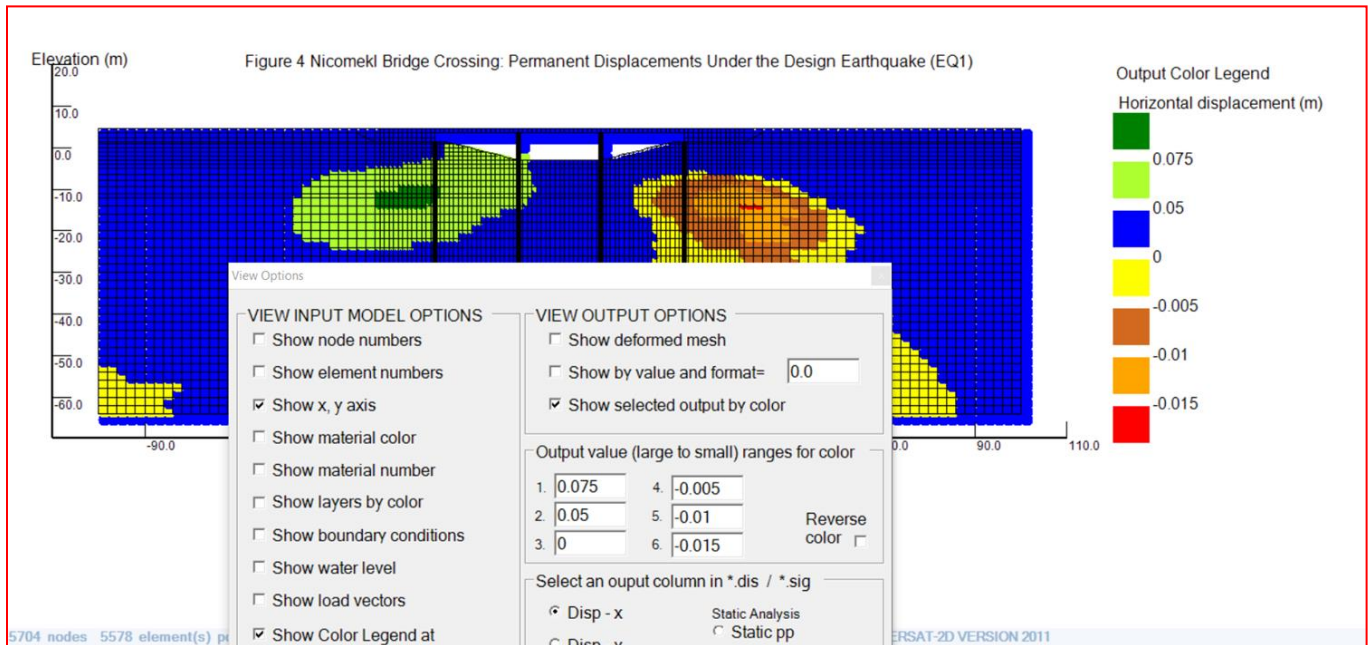 Elevation (m)
Figure 4 Nicomekl Bridge Crossing: Permanent Displacements Under the Design Earthquake (EQ1)
20.0
10.0
0.0
-10.0
-20.0
-30.0
-40.0
-50.0
-60.0
-90.0
0.0
90.0
110.0
Output Color Legend
Horizontal displacement (m)
0.075
0.05
0
-0.005
-0.01
-0.015
View Options
VIEW INPUT MODEL OPTIONS
Show node numbers
Show element numbers
Show x, y axis
Show material color
Show material number
Show layers by color
Show boundary conditions
Show water level
Show load vectors
Show Color Legend at
VIEW OUTPUT OPTIONS
Show deformed mesh
Show by value and format= 0.0
Show selected output by color
Output value (large to small) ranges for color
1. 0.075 4. -0.005
2. 0.05 5. -0.01
3. 0 6. -0.015
Reverse
color
Select an ouput column in *.dis / *.sig
Disp - x
Static Analysis
Static pp
5704 nodes 5578 element(s)
ERSAT-2D VERSION 2011